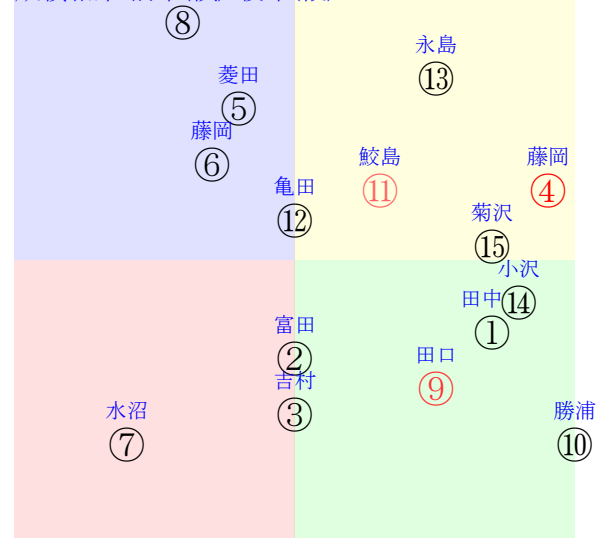 ⑧
永島
⑬
菱田
⑤
藤岡
⑥
鮫島
⑪
藤岡
④
亀田
⑫
菊沢
⑮
小沢
⑭
田中
①
富田
②
田口
⑨
吉村
③
水沼
⑦
勝浦
⑩